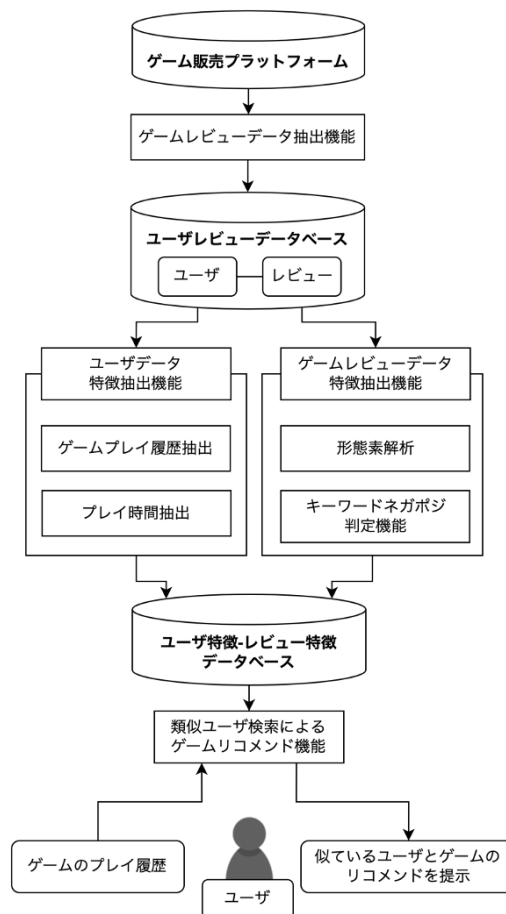 ゲーム販売プラットフォーム
ゲームレビューデータ抽出機能
ユーザレビューデータベース
ユーザ
レビュー
ユーザデータ
特徴抽出機能
ゲームプレイ履歴抽出
プレイ時間抽出
ゲームレビューデータ
特徴抽出機能
形態素解析
キーワードネガポジ
判定機能
ユーザ特徴-レビュー特徴
データベース
類似ユーザ検索による
ゲームリコメンド機能
ゲームのプレイ履歴
ユーザ
似ているユーザとゲームの
リコメンドを提示